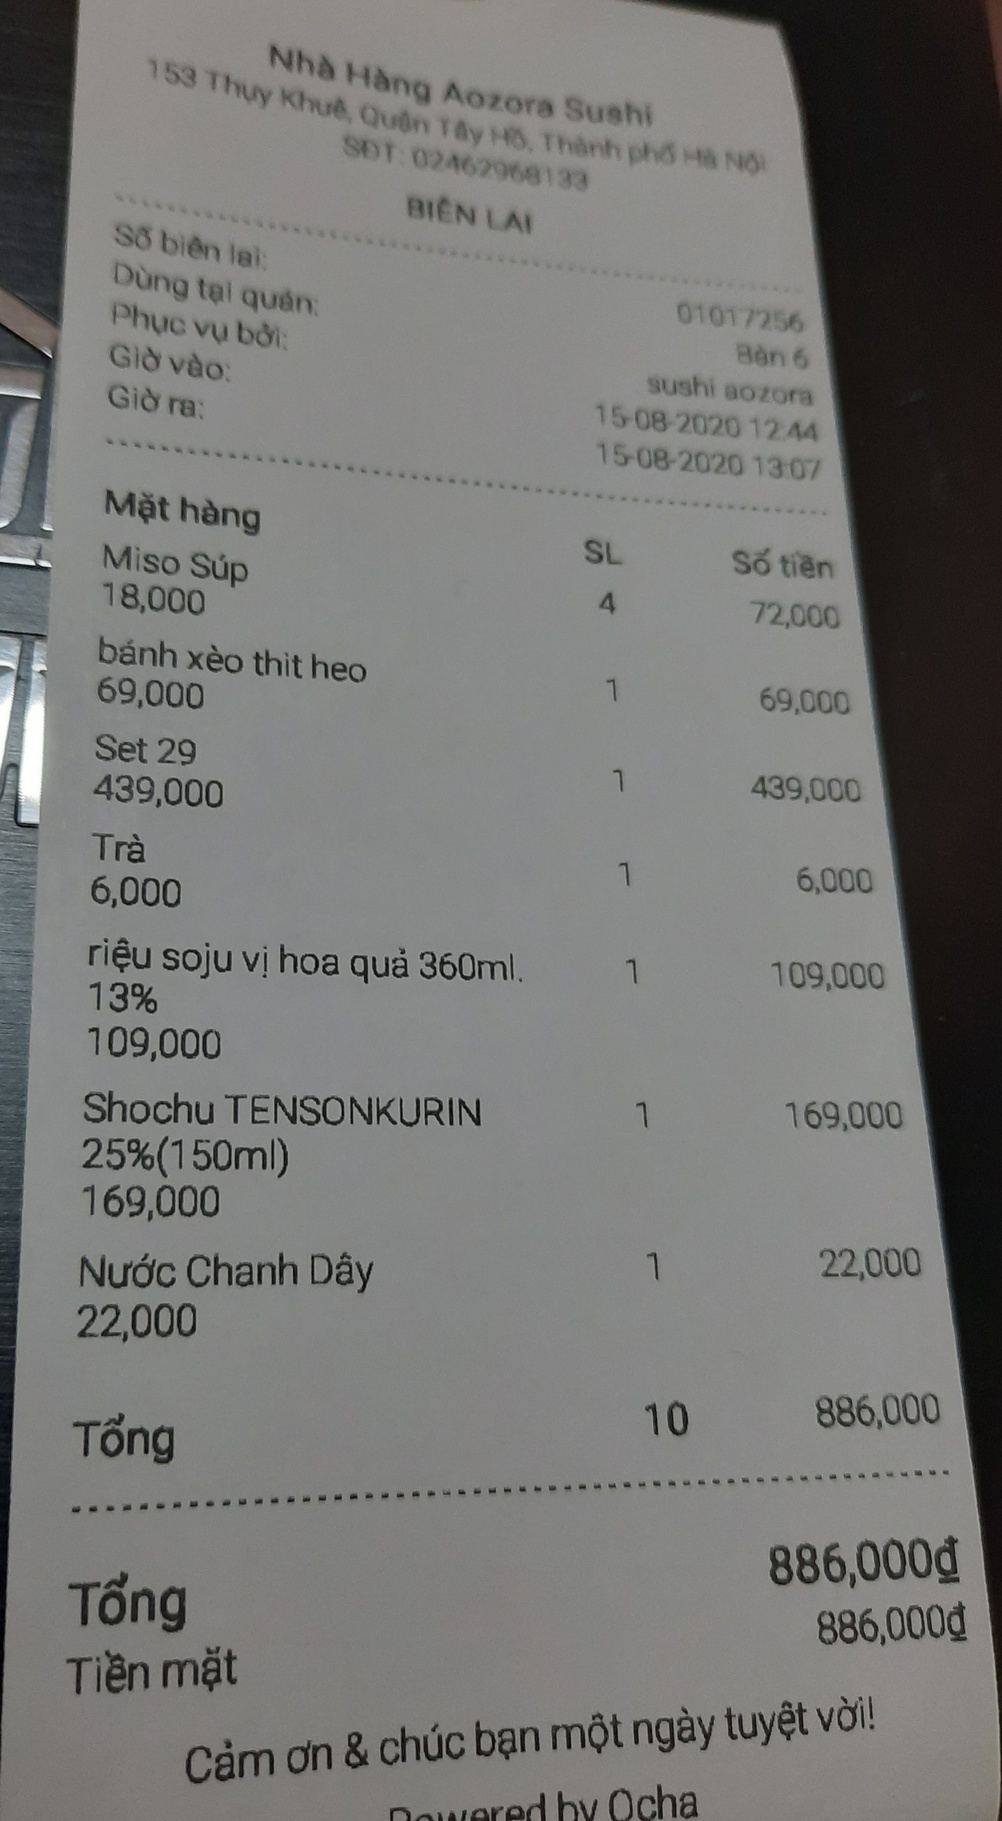 Nhà Hàng Aozora Sushi
153 Thụy Khuê, Quận Tây Hồ, Thành phố Hà Nội
SĐT: 02462968133
BIÊN LAI
Số biên lai: 01017256
Dùng tại quán: Bàn 6
Phục vụ bởi: sushi aozora
Giờ vào: 15-08-2020 12:44
Giờ ra: 15-08-2020 13:07
Mặt hàng SL Số tiền
Miso Súp 4 72,000
18,000
bánh xèo thit heo 1 69,000
69,000
Set 29 1 439,000
439,000
Trà 1 6,000
6,000
riệu soju vị hoa quả 360ml. 1 109,000
13%
109,000
Shochu TENSONKURIN 1 169,000
25%(150ml)
169,000
Nước Chanh Dây 1 22,000
22,000
Tổng 10 886,000
Tổng 886,000₫
Tiền mặt 886,000₫
Cảm ơn & chúc bạn một ngày tuyệt vời!
Powered by Ocha